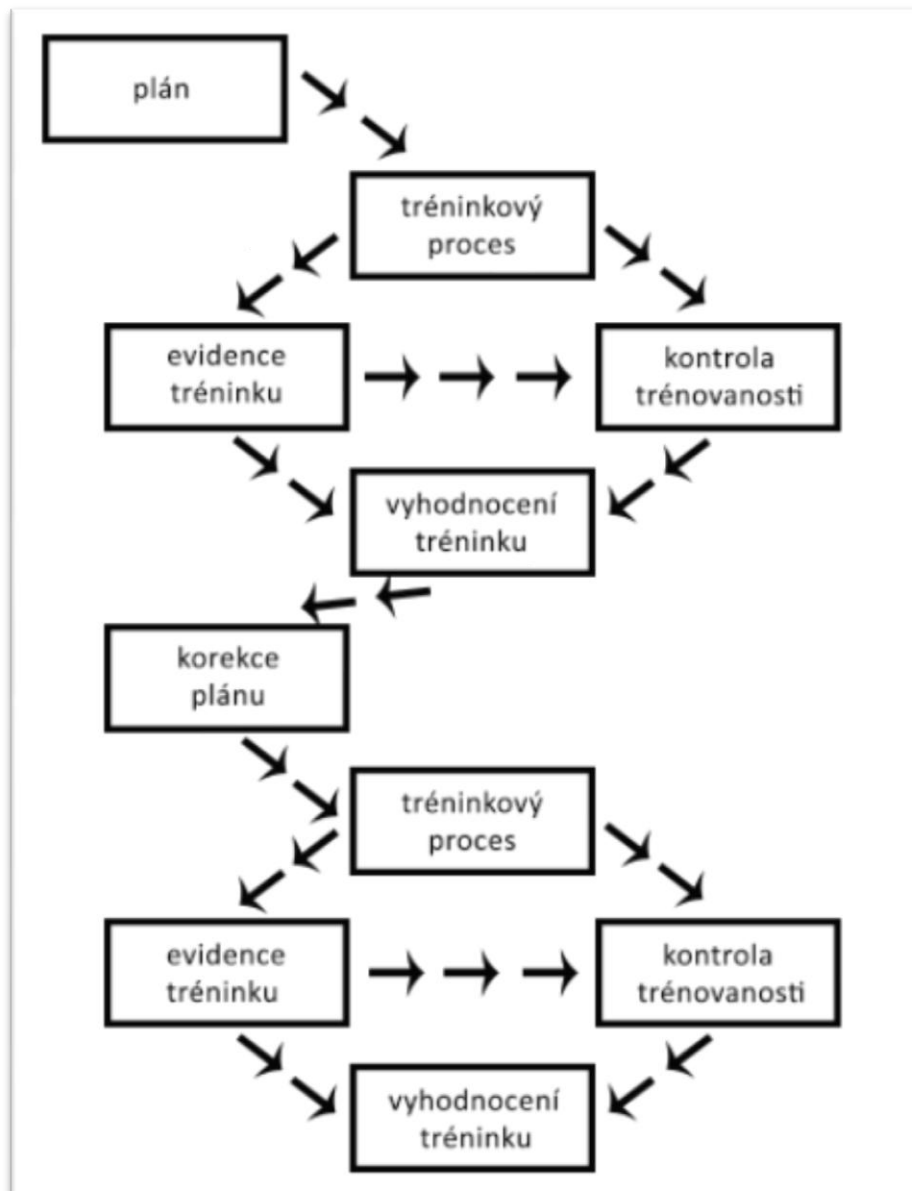 plán
tréninkový
proces
evidence
tréninku
kontrola
trénovanosti
vyhodnocení
tréninku
korekce
plánu
tréninkový
proces
evidence
tréninku
kontrola
trénovanosti
vyhodnocení
tréninku